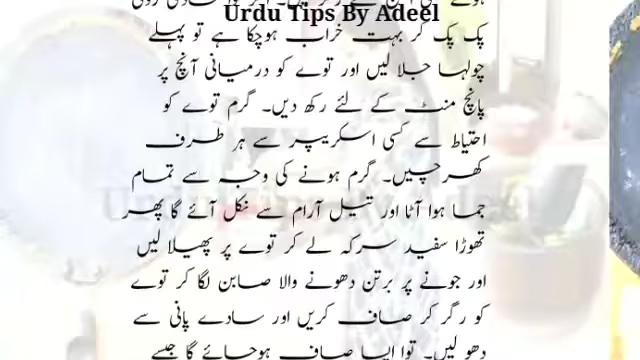 Urdu Tips By Adeel
پک پک کر بہت خراب ہوچکا ہے تو پہلے
چولہا جلا لیں اور توے کو درمیانی آنچ پر
پانچ منٹ کے لئے رکھ دیں۔ گرم توے کو
احتیاط سے کسی اسکریپر سے ہر طرف
کھرچیں۔ گرم ہونے کی وجہ سے تمام
جما ہوا آٹا اور تیل آرام سے نکل آئے گا پھر
تھوڑا سفید سرکہ لے کر توے پر پھیلا لیں
اور جونے پر برتن دھونے والا صابن لگا کر توے
کو رگڑ کر صاف کریں اور سادے پانی سے
دھو لیں۔ توا ایسا صاف ہوجائے گا جیسے